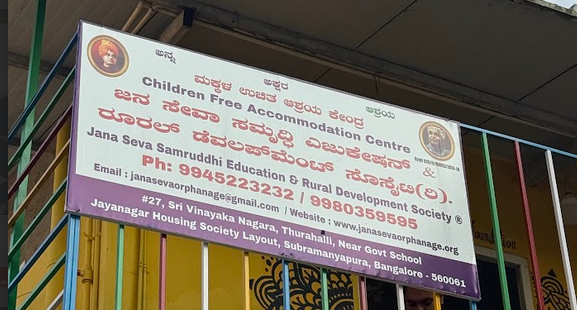 ಅನ್ನ ಅಕ್ಷರ ಆಶ್ರಯ
ಮಕ್ಕಳ ಉಚಿತ ಆಶ್ರಯ ಕೇಂದ್ರ
Children Free Accommodation Centre
ಜನ ಸೇವಾ ಸಮೃದ್ಧಿ ಎಜುಕೇಷನ್ &
ರೂರಲ್ ಡೆವಲಪ್‌ಮೆಂಟ್ ಸೊಸೈಟಿ(ರಿ).
Jana Seva Samruddhi Education & Rural Development Society ®
Ph: 9945223232 / 9980359595
Email : janasevaorphanage@gmail.com / Website : www.janasevaorphanage.org
#27, Sri Vinayaka Nagara, Thurahalli, Near Govt School
Jayanagar Housing Society Layout, Subramanyapura, Bangalore - 560061